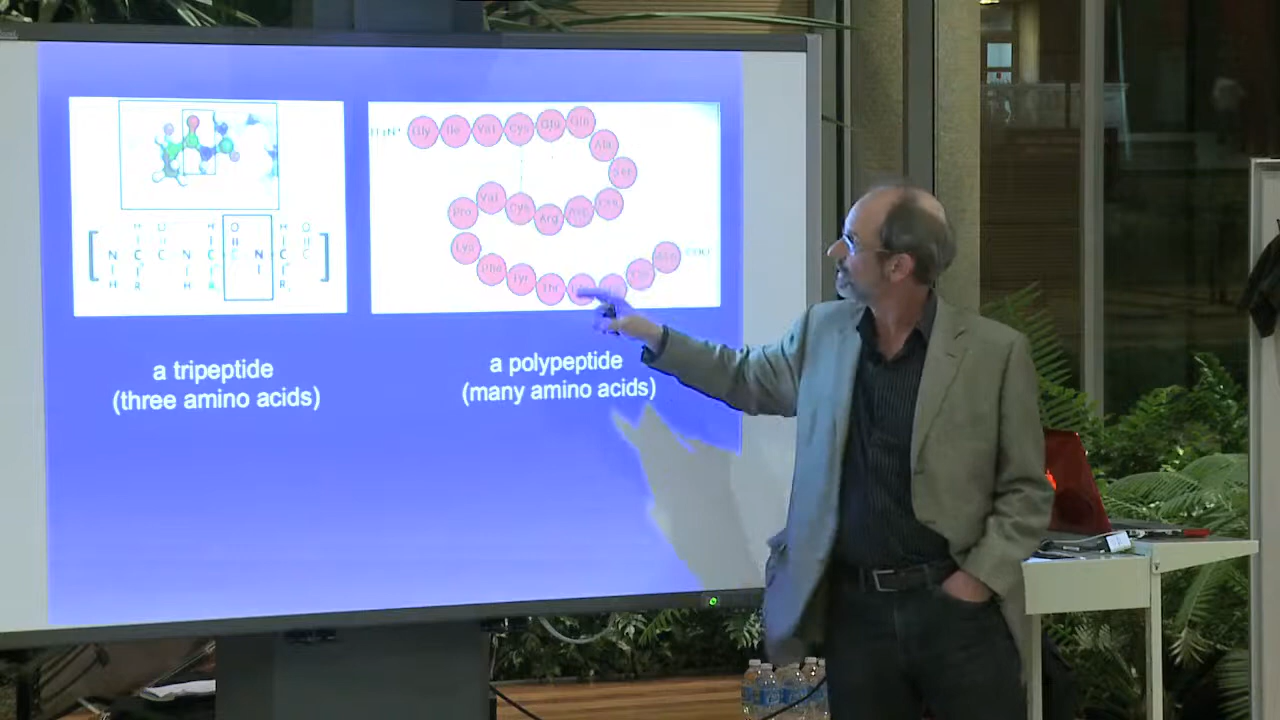 Gly Ile Val Cys Glu Gln
Ala
Ser
Pro Val Cys Arg Asp
Lys
Phe Tyr Thr
N C C N C N C C
a tripeptide
(three amino acids)
a polypeptide
(many amino acids)